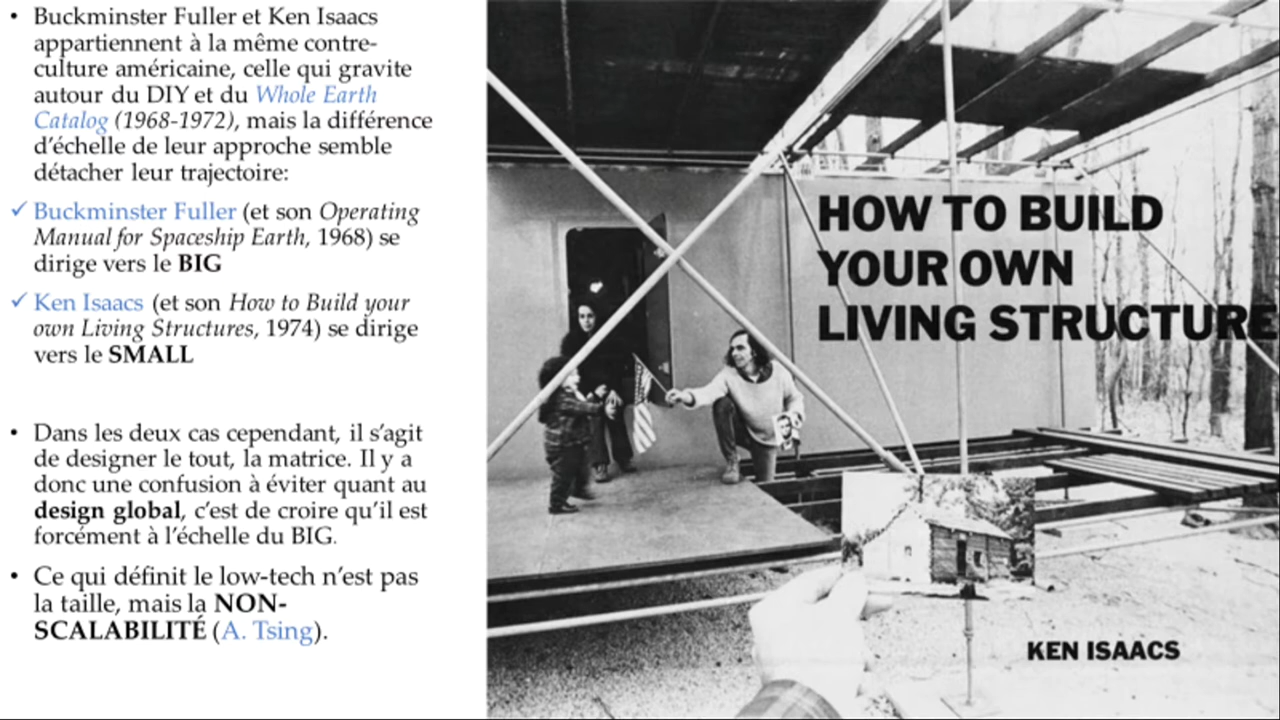 • Buckminster Fuller et Ken Isaacs
appartiennent à la même contre-
culture américaine, celle qui gravite
autour du DIY et du Whole Earth
Catalog (1968-1972), mais la différence
d'échelle de leur approche semble
détacher leur trajectoire:
✓ Buckminster Fuller (et son Operating
Manual for Spaceship Earth, 1968) se
dirige vers le BIG
✓ Ken Isaacs (et son How to Build your
own Living Structures, 1974) se dirige
vers le SMALL
• Dans les deux cas cependant, il s'agit
de designer le tout, la matrice. Il y a
donc une confusion à éviter quant au
design global, c'est de croire qu'il est
forcément à l'échelle du BIG.
• Ce qui définit le low-tech n'est pas
la taille, mais la NON-
SCALABILITÉ (A. Tsing).
HOW TO BUILD
YOUR OWN
LIVING STRUCTURE
KEN ISAACS